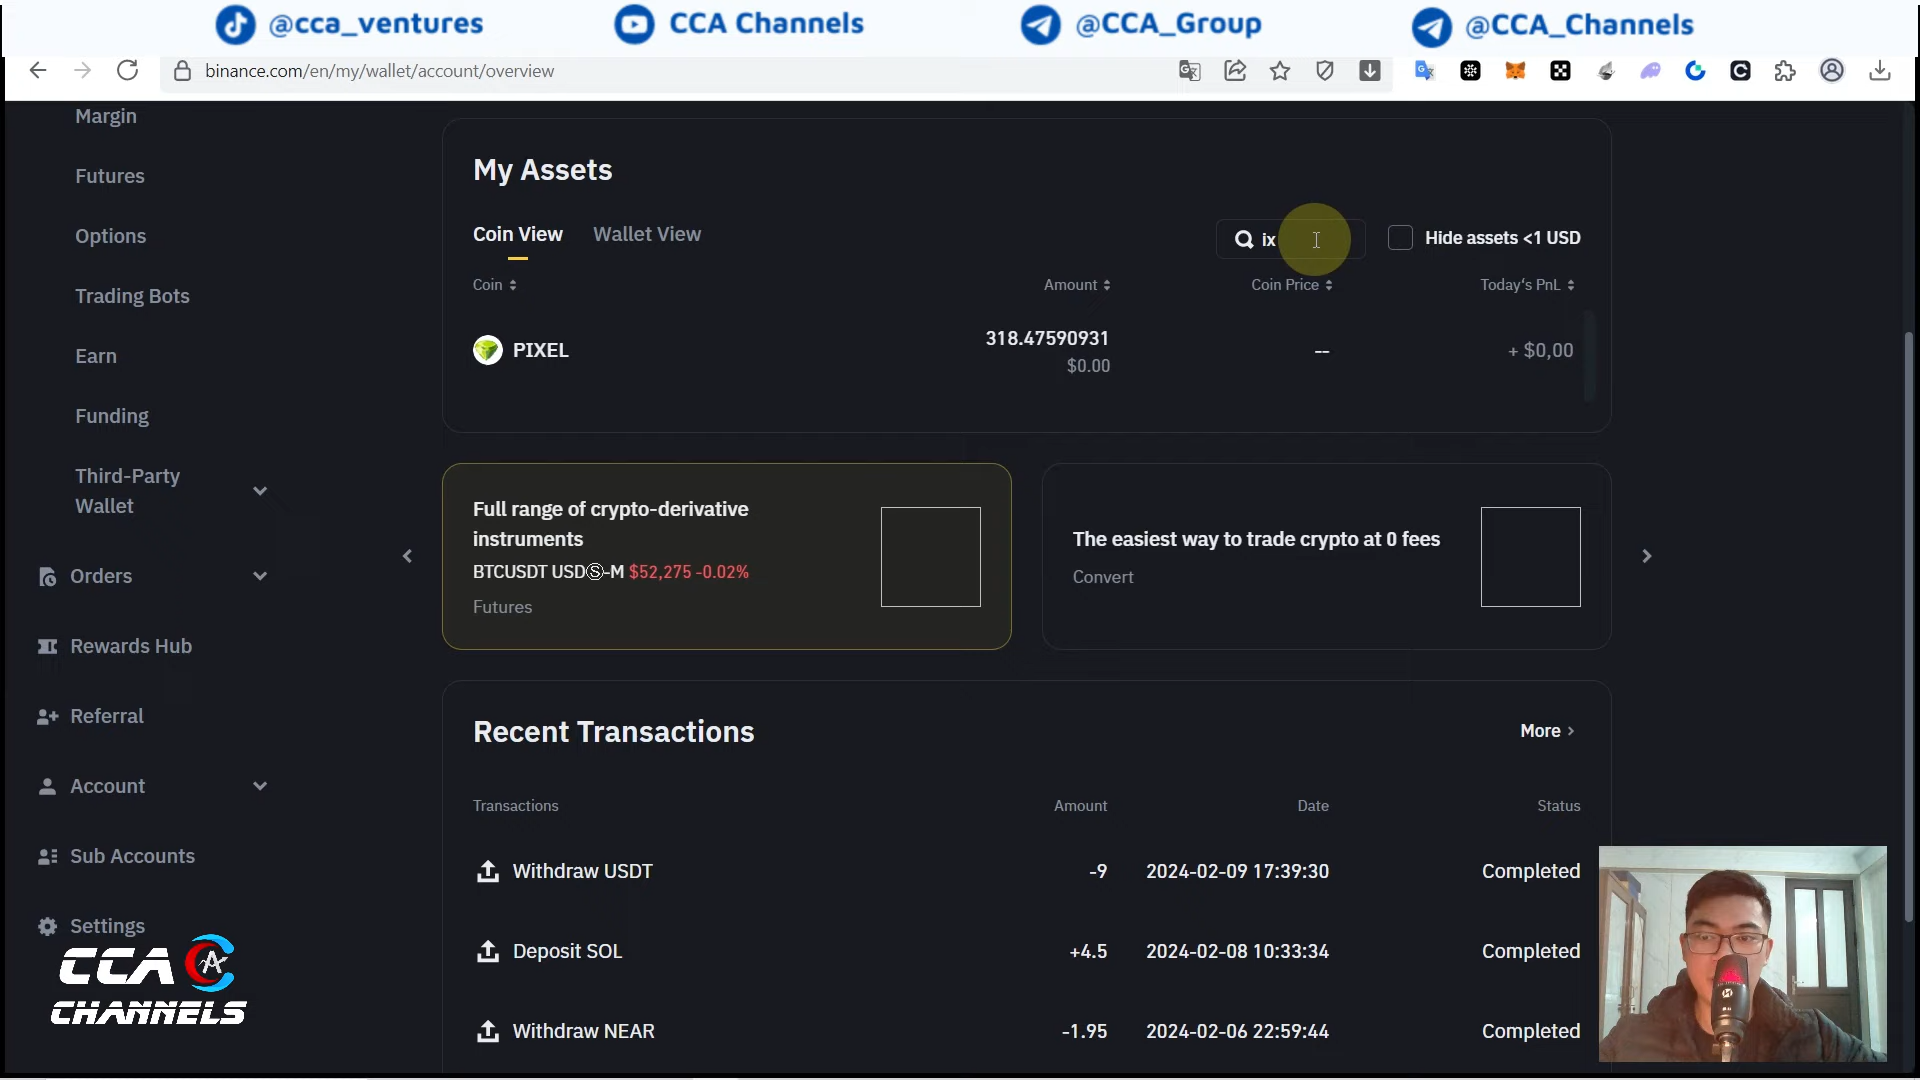 @cca_ventures
CCA Channels
@CCA_Group
@CCA_Channels
binance.com/en/my/wallet/account/overview
Margin
Futures
Options
Trading Bots
Earn
Funding
Third-Party
Wallet
Orders
Rewards Hub
Referral
Account
Sub Accounts
Settings
CCA
CHANNELS
My Assets
Coin View Wallet View
ix
Hide assets <1 USD
Coin Amount Coin Price Today's PnL
PIXEL 318.47590931 -- + $0,00
$0.00
Full range of crypto-derivative
instruments
BTCUSDT USDⓈ-M $52,275 -0.02%
Futures
The easiest way to trade crypto at 0 fees
Convert
Recent Transactions
More
Transactions Amount Date Status
Withdraw USDT -9 2024-02-09 17:39:30 Completed
Deposit SOL +4.5 2024-02-08 10:33:34 Completed
Withdraw NEAR -1.95 2024-02-06 22:59:44 Completed